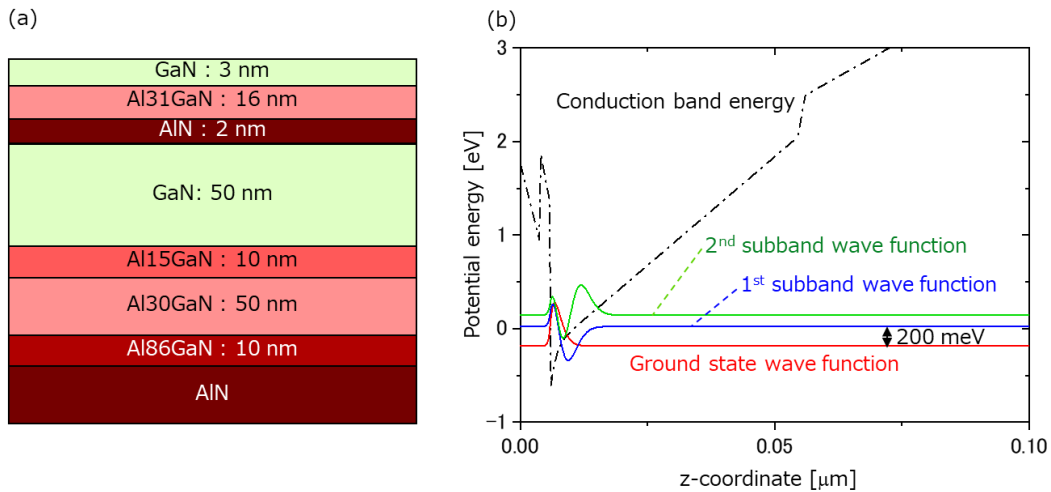 (a)
GaN : 3 nm
Al31GaN : 16 nm
AlN : 2 nm
GaN: 50 nm
Al15GaN : 10 nm
Al30GaN : 50 nm
Al86GaN : 10 nm
AlN
(b)
Potential energy [eV]
3
2
1
0
−1
Conduction band energy
2nd subband wave function
1st subband wave function
200 meV
Ground state wave function
0.00
0.05
0.10
z-coordinate [μm]